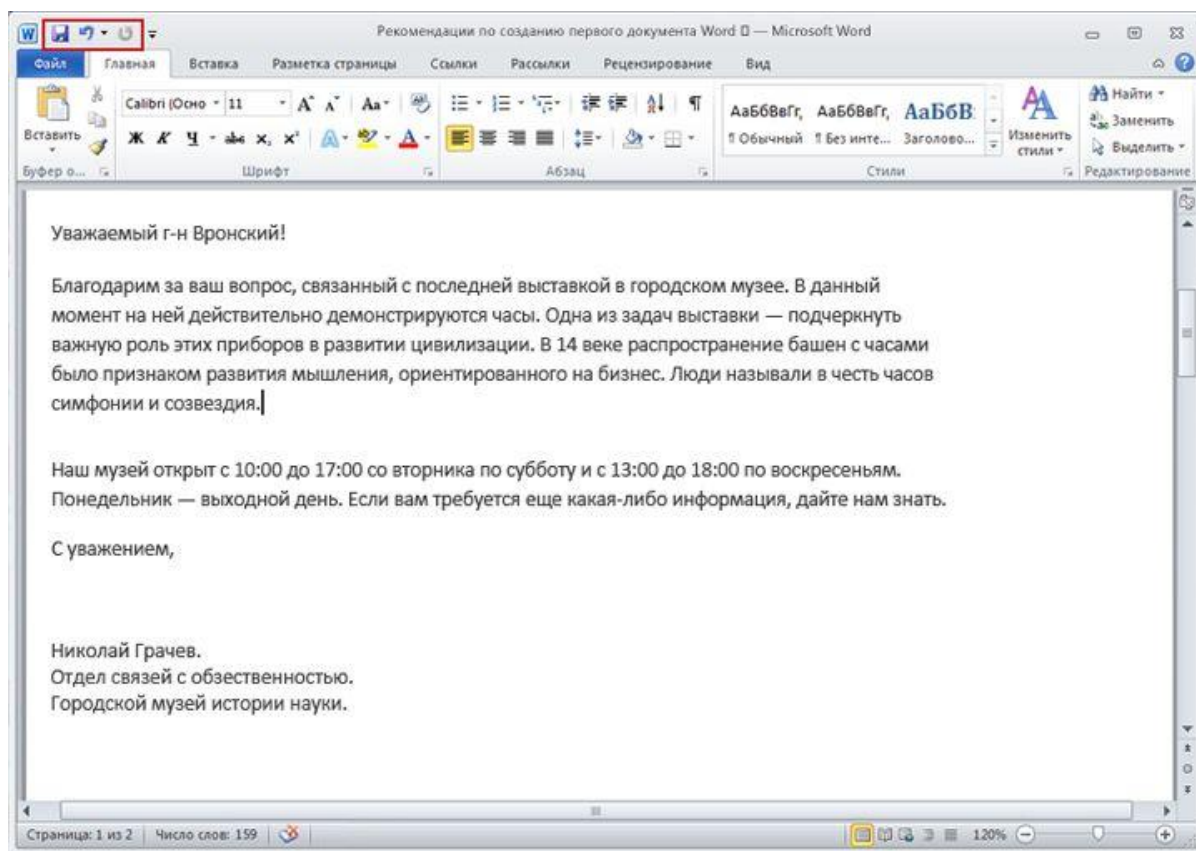 Рекомендации по созданию первого документа Word — Microsoft Word
Файл Главная Вставка Разметка страницы Ссылки Рассылки Рецензирование Вид
Calibri (Осно 11 Аа
Найти
АаБбВвГг, АаБбВвГг, АаБбВ
Заменить
Вставить
Ж К Ч abc x₂ x² А
¶ Обычный ¶ Без инте... Заголово...
Изменить стили
Выделить
Буфер о... Шрифт Абзац Стили Редактирование
Уважаемый г-н Вронский!
Благодарим за ваш вопрос, связанный с последней выставкой в городском музее. В данный
момент на ней действительно демонстрируются часы. Одна из задач выставки — подчеркнуть
важную роль этих приборов в развитии цивилизации. В 14 веке распространение башен с часами
было признаком развития мышления, ориентированного на бизнес. Люди называли в честь часов
симфонии и созвездия.
Наш музей открыт с 10:00 до 17:00 со вторника по субботу и с 13:00 до 18:00 по воскресеньям.
Понедельник — выходной день. Если вам требуется еще какая-либо информация, дайте нам знать.
С уважением,
Николай Грачев.
Отдел связей с обзественностью.
Городской музей истории науки.
Страница: 1 из 2 Число слов: 159 120%